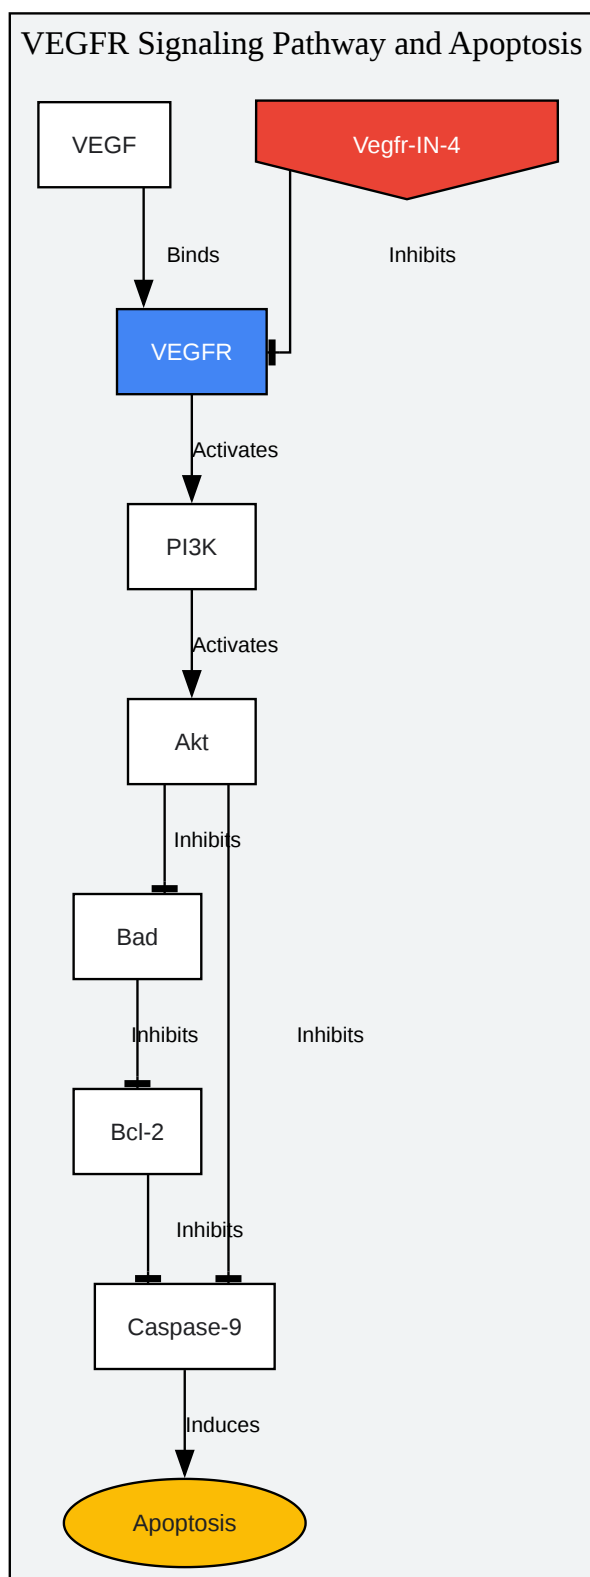 VEGFR Signaling Pathway and Apoptosis
VEGF
Vegfr-IN-4
Binds
Inhibits
VEGFR
Activates
PI3K
Activates
Akt
Inhibits
Bad
Inhibits
Inhibits
Bcl-2
Inhibits
Caspase-9
Induces
Apoptosis